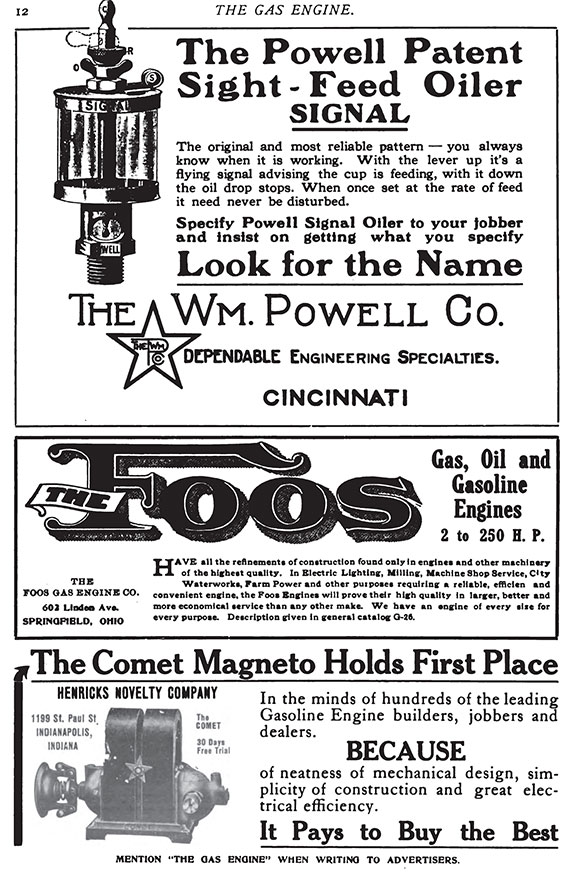 12
THE GAS ENGINE.
R
O
S
SIGNAL
POWELL
The Powell Patent
Sight-Feed Oiler
SIGNAL
The original and most reliable pattern — you always
know when it is working. With the lever up it's a
flying signal advising the cup is feeding, with it down
the oil drop stops. When once set at the rate of feed
it need never be disturbed.
Specify Powell Signal Oiler to your jobber
and insist on getting what you specify
Look for the Name
THE WM. POWELL CO.
THE WM
P
CO
DEPENDABLE ENGINEERING SPECIALTIES.
CINCINNATI
THE FOOS
Gas, Oil and
Gasoline
Engines
2 to 250 H. P.
THE
FOOS GAS ENGINE CO.
603 Linden Ave.
SPRINGFIELD, OHIO
HAVE all the refinements of construction found only in engines and other machinery
of the highest quality. In Electric Lighting, Milling, Machine Shop Service, City
Waterworks, Farm Power and other purposes requiring a reliable, efficien and
convenient engine, the Foos Engines will prove their high quality in larger, better and
more economical service than any other make. We have an engine of every size for
every purpose. Description given in general catalog G-26.
The Comet Magneto Holds First Place
HENRICKS NOVELTY COMPANY
1199 St. Paul St.
INDIANAPOLIS,
INDIANA
The
COMET
30 Days
Free Trial
In the minds of hundreds of the leading
Gasoline Engine builders, jobbers and
dealers.
BECAUSE
of neatness of mechanical design, sim-
plicity of construction and great elec-
trical efficiency.
It Pays to Buy the Best
MENTION "THE GAS ENGINE" WHEN WRITING TO ADVERTISERS.